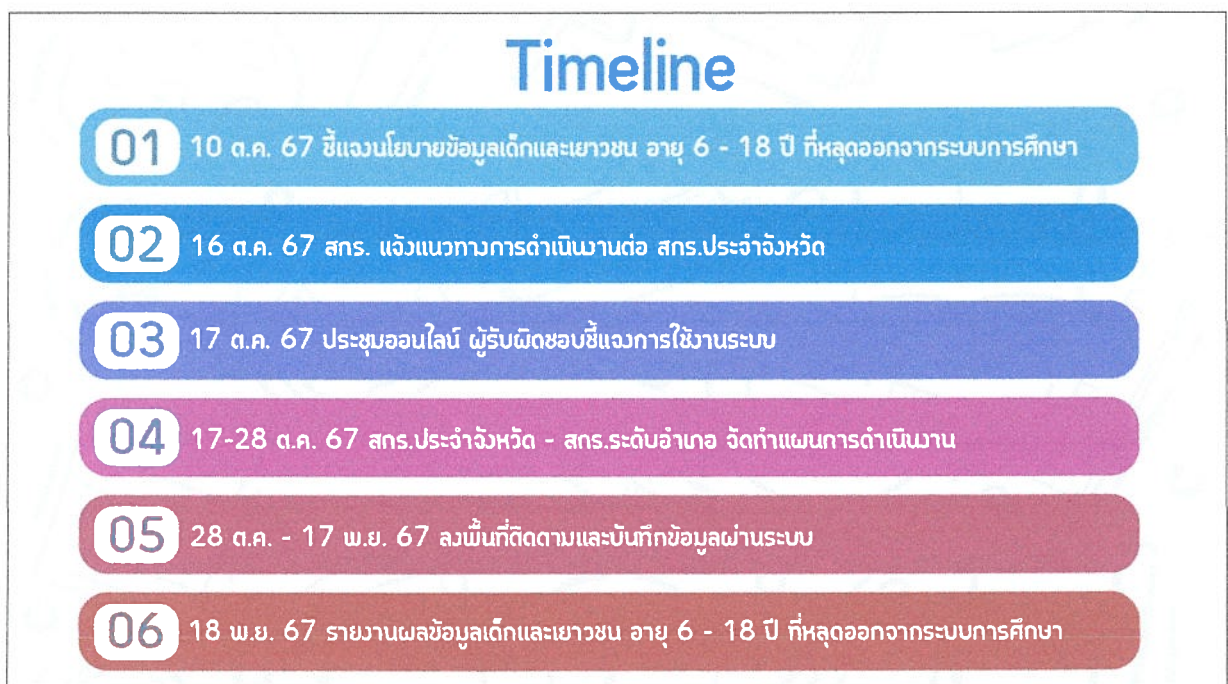 Timeline
01 10 ต.ค. 67 ชี้แจงนโยบายข้อมูลเด็กและเยาวชน อายุ 6 - 18 ปี ที่หลุดออกจากระบบการศึกษา
02 16 ต.ค. 67 สกร. แจ้งแนวทางการดำเนินงานต่อ สกร.ประจำจังหวัด
03 17 ต.ค. 67 ประชุมออนไลน์ ผู้รับผิดชอบชี้แจงการใช้งานระบบ
04 17-28 ต.ค. 67 สกร.ประจำจังหวัด - สกร.ระดับอำเภอ จัดทำแผนการดำเนินงาน
05 28 ต.ค. - 17 พ.ย. 67 ลงพื้นที่ติดตามและบันทึกข้อมูลผ่านระบบ
06 18 พ.ย. 67 รายงานผลข้อมูลเด็กและเยาวชน อายุ 6 - 18 ปี ที่หลุดออกจากระบบการศึกษา